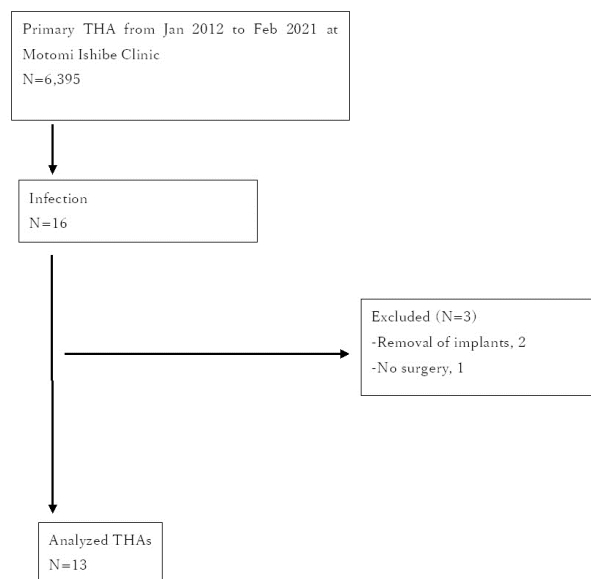 Primary THA from Jan 2012 to Feb 2021 at
Motomi Ishibe Clinic
N=6,395
Infection
N=16
Excluded (N=3)
-Removal of implants, 2
-No surgery, 1
Analyzed THAs
N=13